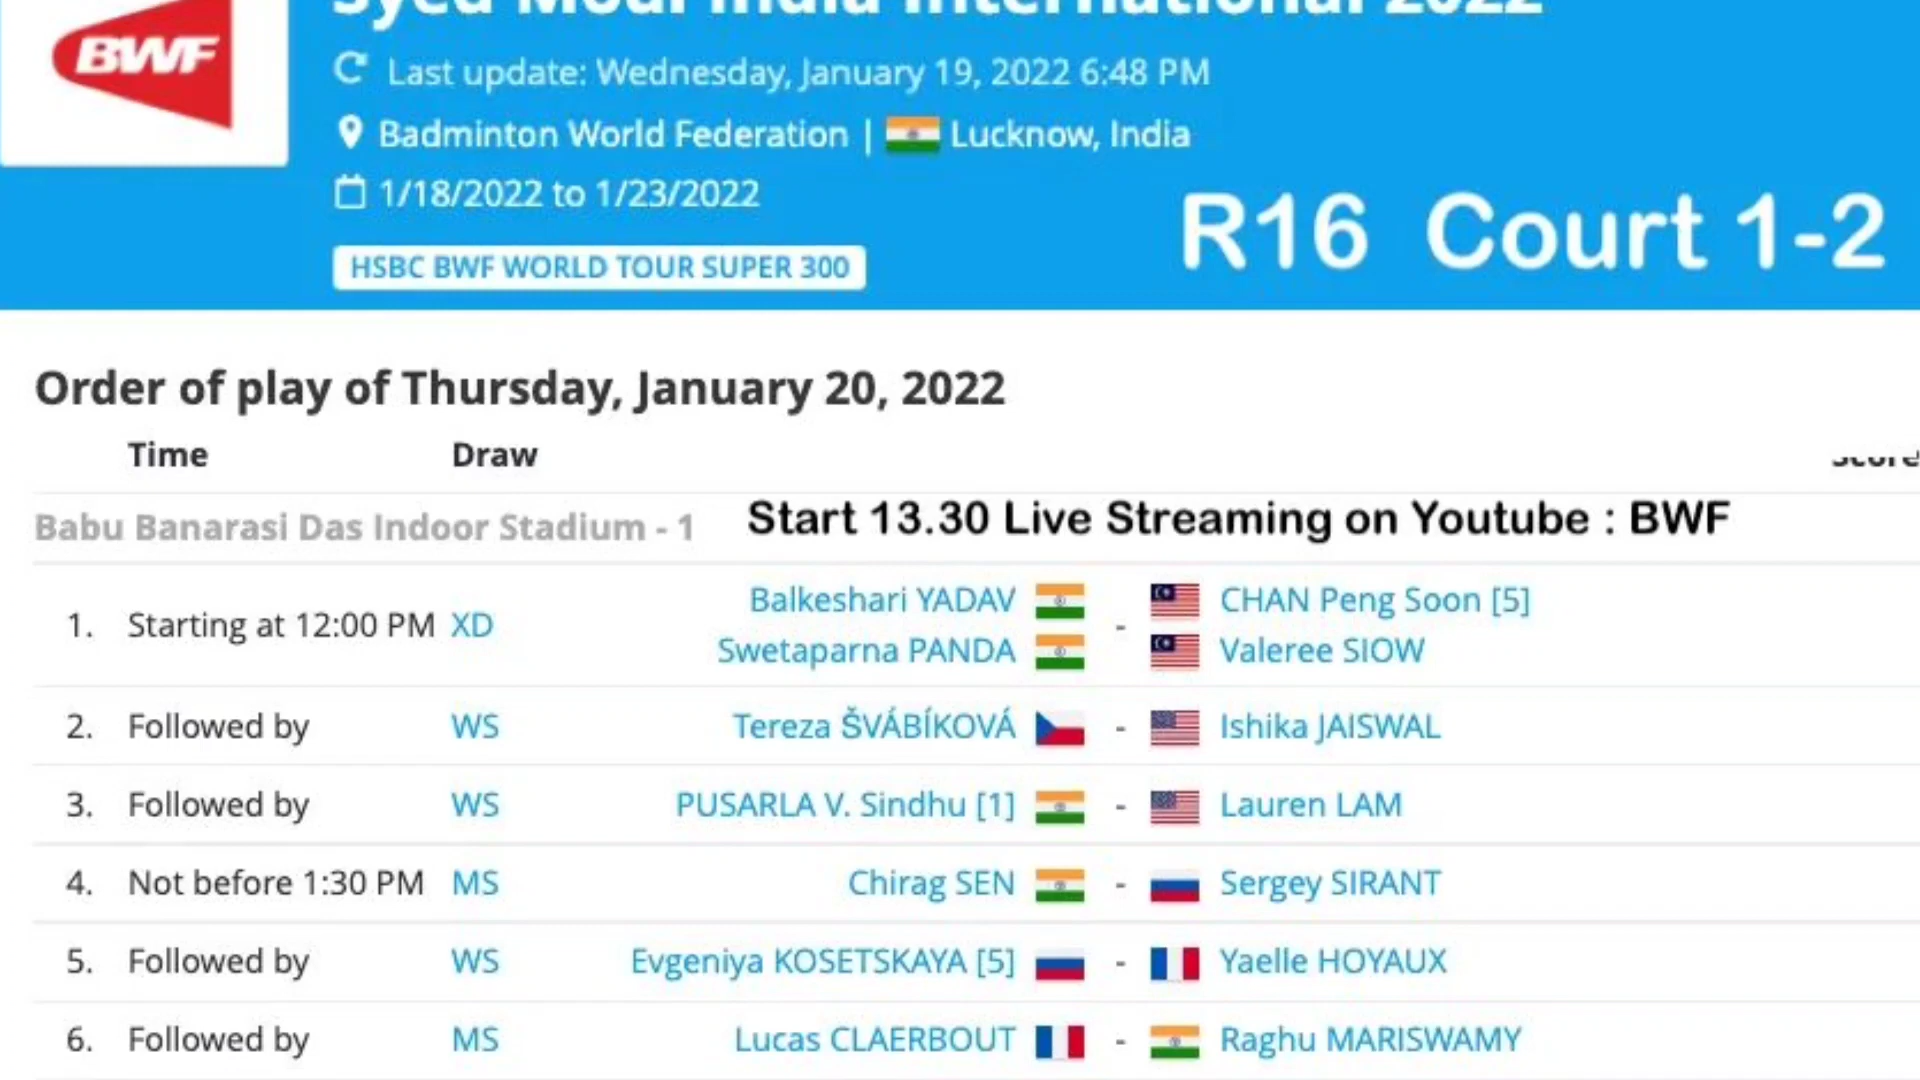 BWF
Syed Modi India International 2022
Last update: Wednesday, January 19, 2022 6:48 PM
Badminton World Federation | Lucknow, India
1/18/2022 to 1/23/2022
HSBC BWF WORLD TOUR SUPER 300
R16 Court 1-2
Order of play of Thursday, January 20, 2022
Time Draw Score
Babu Banarasi Das Indoor Stadium - 1 Start 13.30 Live Streaming on Youtube : BWF
1. Starting at 12:00 PM XD Balkeshari YADAV - CHAN Peng Soon [5]
Swetaparna PANDA Valeree SIOW
2. Followed by WS Tereza ŠVÁBÍKOVÁ - Ishika JAISWAL
3. Followed by WS PUSARLA V. Sindhu [1] - Lauren LAM
4. Not before 1:30 PM MS Chirag SEN - Sergey SIRANT
5. Followed by WS Evgeniya KOSETSKAYA [5] - Yaelle HOYAUX
6. Followed by MS Lucas CLAERBOUT - Raghu MARISWAMY